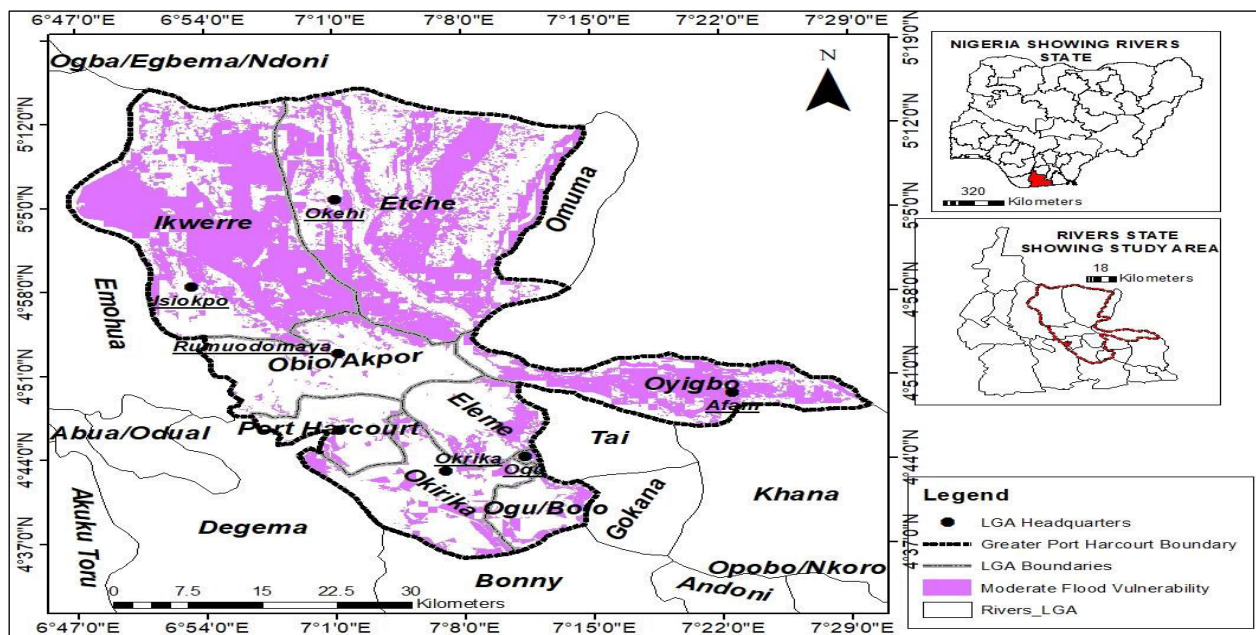 6°47'0"E 6°54'0"E 7°1'0"E 7°8'0"E 7°15'0"E 7°22'0"E 7°29'0"E
5°19'0"N
5°12'0"N
5°5'0"N
4°58'0"N
4°51'0"N
4°44'0"N
4°37'0"N
5°12'0"N
5°50'0"N
4°58'0"N
4°51'0"N
4°44'0"N
4°37'0"N
Ogba/Egbema/Ndoni
N
Ikwerre
Okehi
Etche
Omuma
Emohua
Isiokpo
Rumuodomaya
Obio/Akpor
Oyigbo
Afam
Eleme
Abua/Odual
Port Harcourt
Tai
Okrika
Ogu
Okirika
Ogu/Bolo
Gokana
Khana
Akuku Toru
Degema
Bonny
Andoni
Opobo/Nkoro
0 7.5 15 22.5 30
Kilometers
6°47'0"E 6°54'0"E 7°1'0"E 7°8'0"E 7°15'0"E 7°22'0"E 7°29'0"E
NIGERIA SHOWING RIVERS
STATE
320
Kilometers
RIVERS STATE
SHOWING STUDY AREA
18
Kilometers
Legend
LGA Headquarters
Greater Port Harcourt Boundary
LGA Boundaries
Moderate Flood Vulnerability
Rivers_LGA